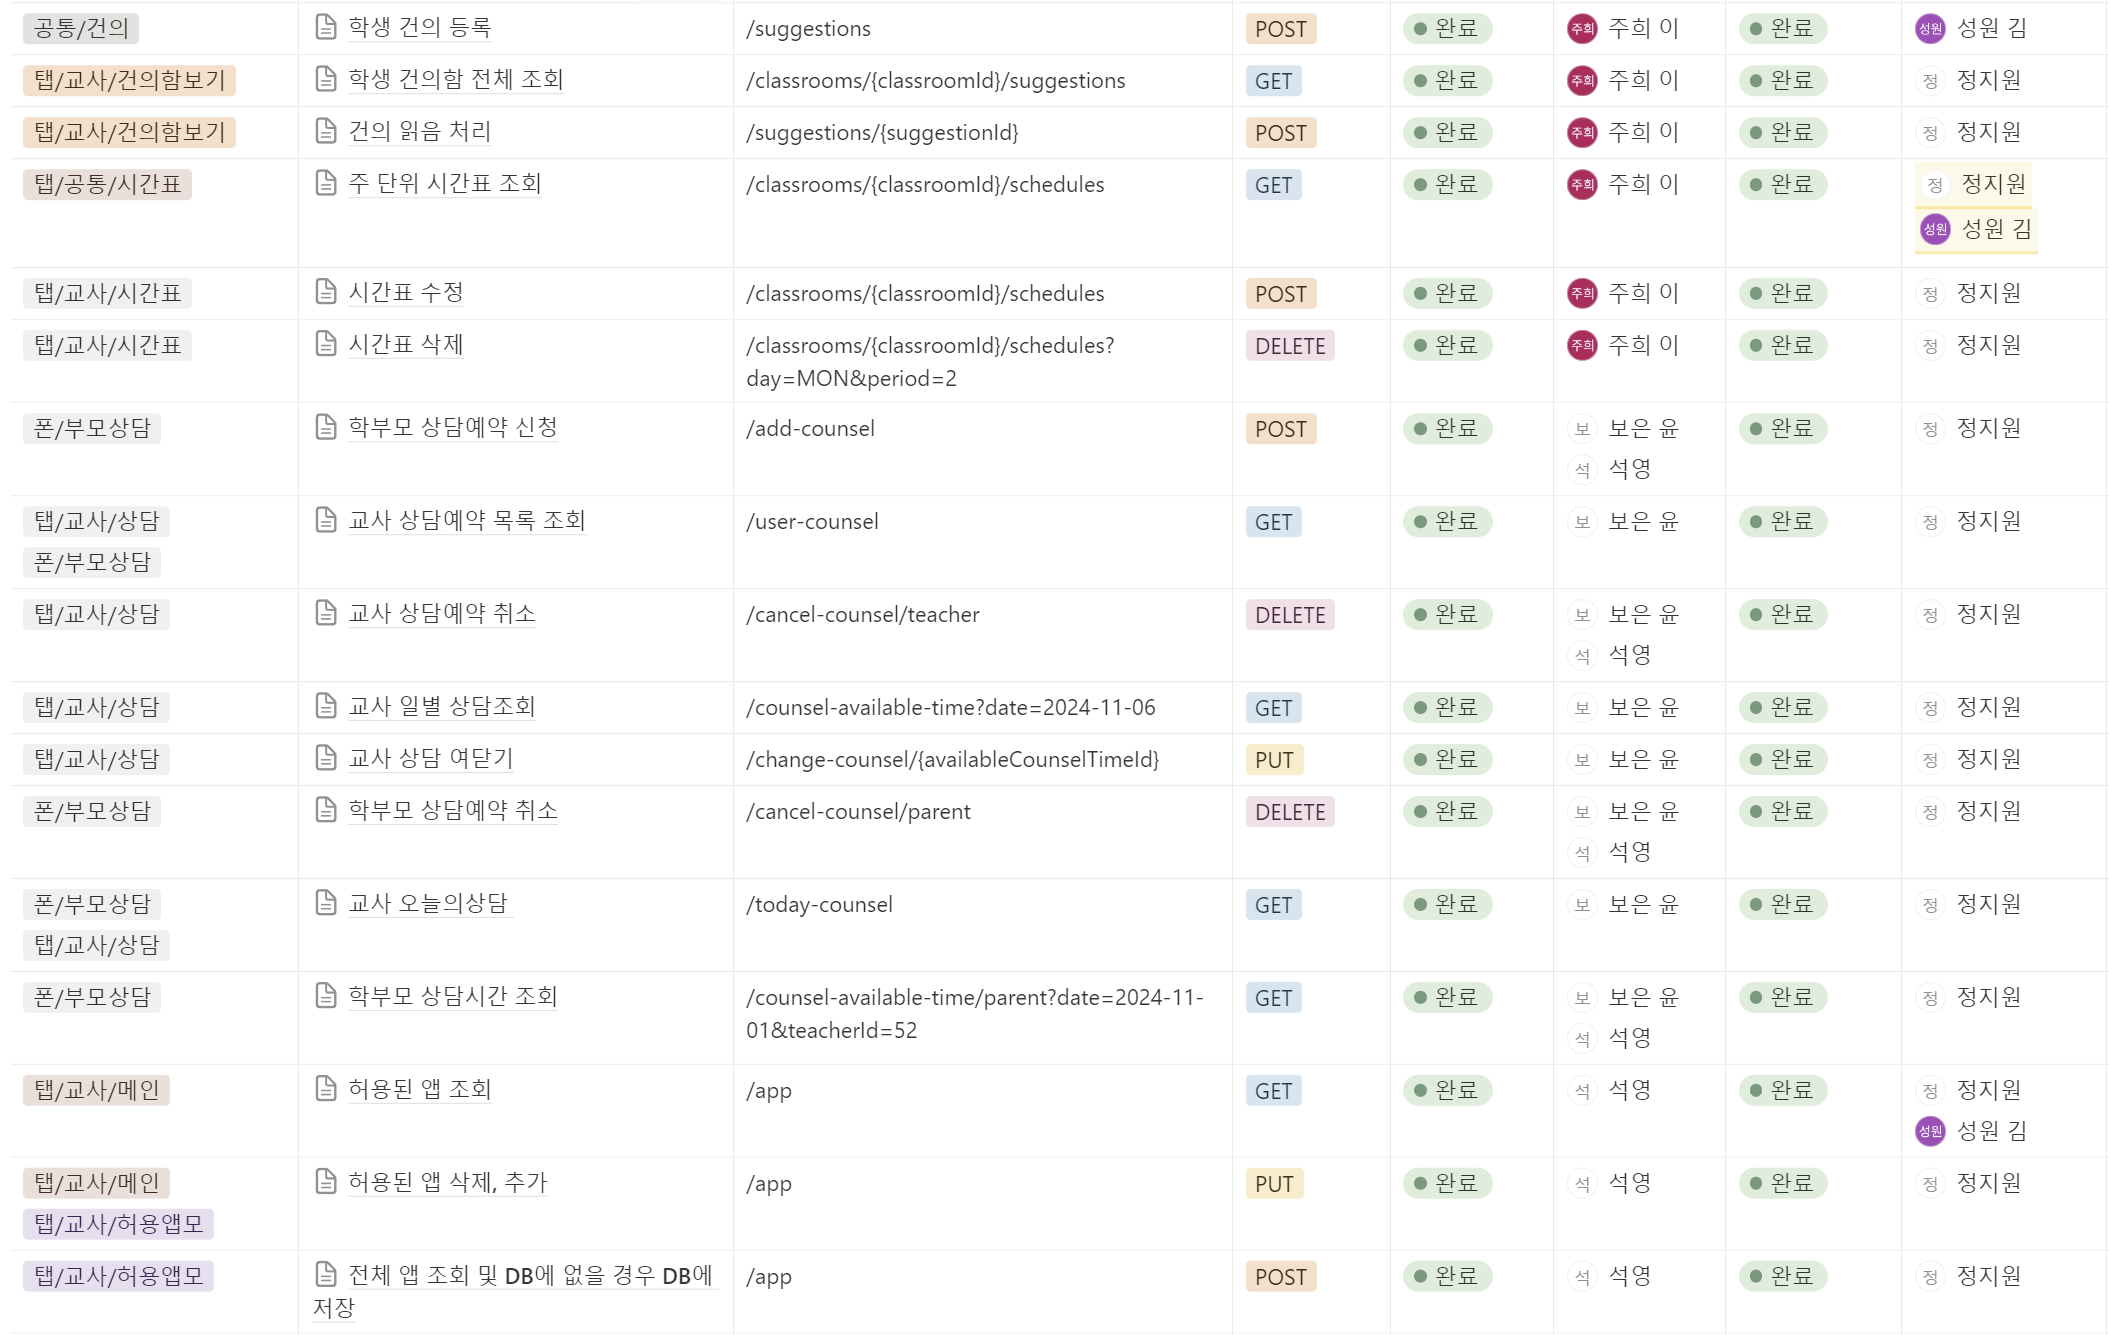 공통/건의 학생 건의 등록 /suggestions POST 완료 주희 주희 이 완료 성원 성원 김
탭/교사/건의함보기 학생 건의함 전체 조회 /classrooms/{classroomId}/suggestions GET 완료 주희 주희 이 완료 정 정지원
탭/교사/건의함보기 건의 읽음 처리 /suggestions/{suggestionId} POST 완료 주희 주희 이 완료 정 정지원
탭/공통/시간표 주 단위 시간표 조회 /classrooms/{classroomId}/schedules GET 완료 주희 주희 이 완료 정 정지원
성원 성원 김
탭/교사/시간표 시간표 수정 /classrooms/{classroomId}/schedules POST 완료 주희 주희 이 완료 정 정지원
탭/교사/시간표 시간표 삭제 /classrooms/{classroomId}/schedules? DELETE 완료 주희 주희 이 완료 정 정지원
day=MON&period=2
폰/부모상담 학부모 상담예약 신청 /add-counsel POST 완료 보 보은 윤 완료 정 정지원
석 석영
탭/교사/상담 교사 상담예약 목록 조회 /user-counsel GET 완료 보 보은 윤 완료 정 정지원
폰/부모상담
탭/교사/상담 교사 상담예약 취소 /cancel-counsel/teacher DELETE 완료 보 보은 윤 완료 정 정지원
석 석영
탭/교사/상담 교사 일별 상담조회 /counsel-available-time?date=2024-11-06 GET 완료 보 보은 윤 완료 정 정지원
탭/교사/상담 교사 상담 여닫기 /change-counsel/{availableCounselTimeId} PUT 완료 보 보은 윤 완료 정 정지원
폰/부모상담 학부모 상담예약 취소 /cancel-counsel/parent DELETE 완료 보 보은 윤 완료 정 정지원
석 석영
폰/부모상담 교사 오늘의상담 /today-counsel GET 완료 보 보은 윤 완료 정 정지원
탭/교사/상담
폰/부모상담 학부모 상담시간 조회 /counsel-available-time/parent?date=2024-11- GET 완료 보 보은 윤 완료 정 정지원
01&teacherId=52 석 석영
탭/교사/메인 허용된 앱 조회 /app GET 완료 석 석영 완료 정 정지원
성원 성원 김
탭/교사/메인 허용된 앱 삭제, 추가 /app PUT 완료 석 석영 완료 정 정지원
탭/교사/허용앱모
탭/교사/허용앱모 전체 앱 조회 및 DB에 없을 경우 DB에 /app POST 완료 석 석영 완료 정 정지원
저장